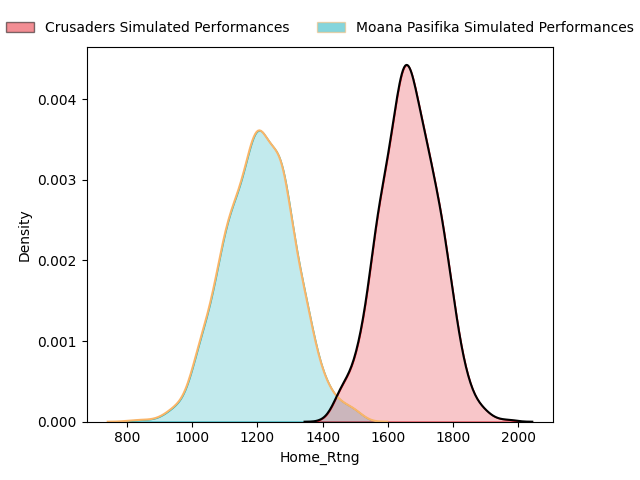 Crusaders Simulated Performances Moana Pasifika Simulated Performances
0.004
0.003
0.002
0.001
0.000
Density
800 1000 1200 1400 1600 1800 2000
Home_Rtng